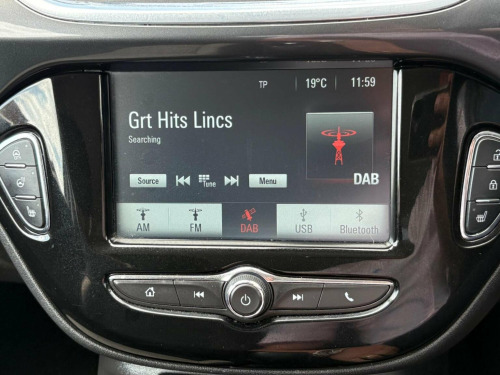 TP 19°C 11:59
Grt Hits Lincs
Searching
Source Tune Menu DAB
AM FM DAB USB Bluetooth